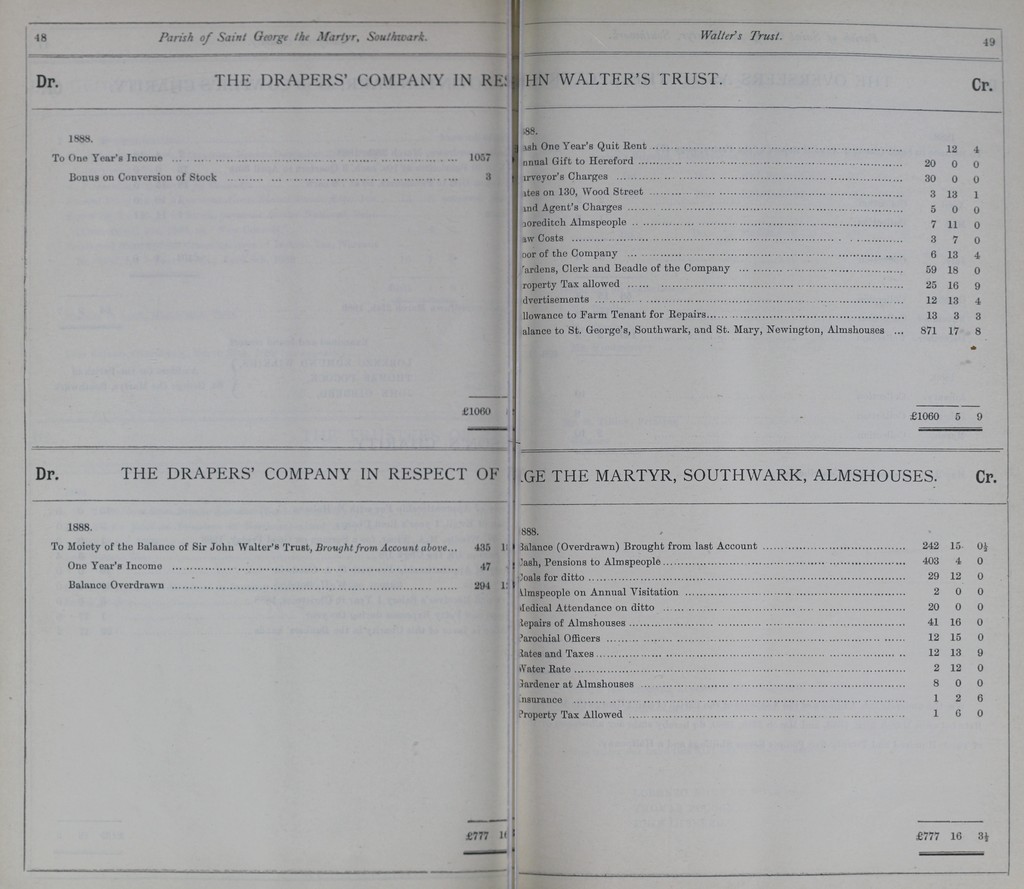 48
Parish of Saint George the Martyr, Southwark.
Dr. THE DRAPERS' COMPANY IN
1888.
To One Year's Income ... 1057
Bonus on Conversion of Stock ... 3
£1060
Dr. THE DRAPERS' COMPANY IN RESPECT OF
1888.
To Moiety of the Balance of Sir John Walter's Trust, Brought from Account above... 435
One Year's Income ... 47
Balance Overdrawn ... 294
£777
Walter's Trust. 49
HN WALTER'S TRUST. Cr.
88.
ash One Year's Quit Rent ... 12 4
nnual Gift to Hereford ... 20 0 0
urveyor's Charges ... 30 0 0
ates on 130, Wood Street ... 3 13 1
and Agent's Charges ... 5 0 0
horeditch Almspeople ... 7 11 0
aw Costs ... 3 7 0
oor of the Company ... 6 13 4
ardens, Clerk and Beadle of the Company ... 59 18 0
roperty Tax allowed ... 25 16 9
dvertisements ... 12 13 4
llowance to Farm Tenant for Repairs... 13 3 3
alance to St. George's, Southwark, and St. Mary, Newington, Almshouses ... 871 17 8
£1060 5 9
GE THE MARTYR, SOUTHWARK, ALMSHOUSES. Cr.
888.
Balance (Overdrawn) Brought from last Account ... 242 15 0½
Cash, Pensions to Almspeople ... 403 4 0
Coals for ditto ... 29 12 0
Almspeople on Annual Visitation ... 2 0 0
Medical Attendance on ditto ... 20 0 0
Repairs of Almshouses ... 41 16 0
Parochial Officers ... 12 15 0
Rates and Taxes ... 12 13 9
Water Rate ... 2 12 0
Gardener at Almshouses ... 8 0 0
Insurance ... 1 2 6
Property Tax Allowed ... 1 6 0
£777 16 3½